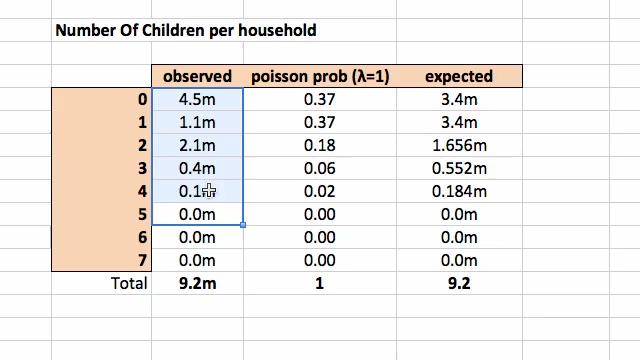 Number Of Children per household
observed poisson prob (λ=1) expected
0 4.5m 0.37 3.4m
1 1.1m 0.37 3.4m
2 2.1m 0.18 1.656m
3 0.4m 0.06 0.552m
4 0.1m 0.02 0.184m
5 0.0m 0.00 0.0m
6 0.0m 0.00 0.0m
7 0.0m 0.00 0.0m
Total 9.2m 1 9.2